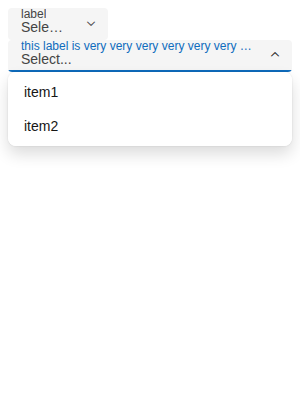 label
Sele…
this label is very very very very very very …
Select...
item1
item2